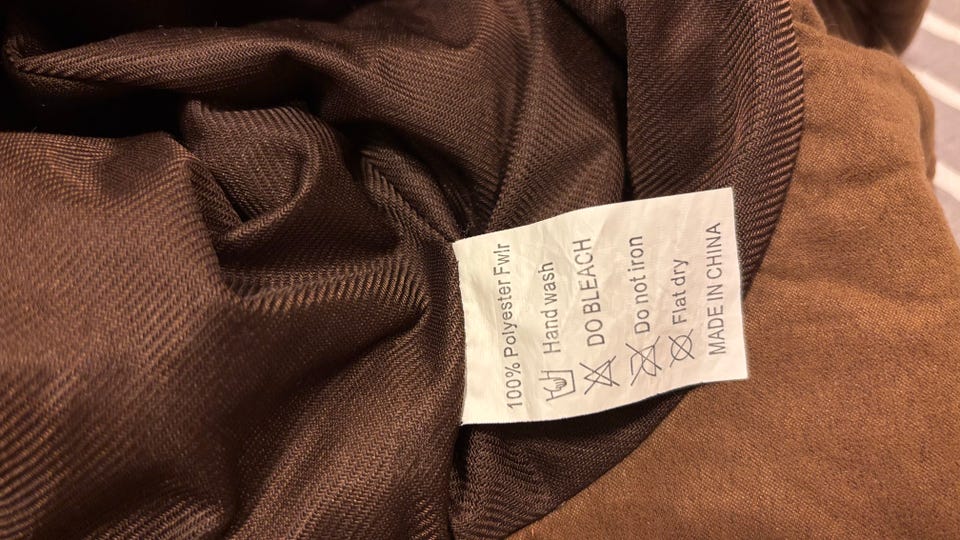 100% Polyester Fwlr
Hand wash
DO BLEACH
Do not iron
Flat dry
MADE IN CHINA